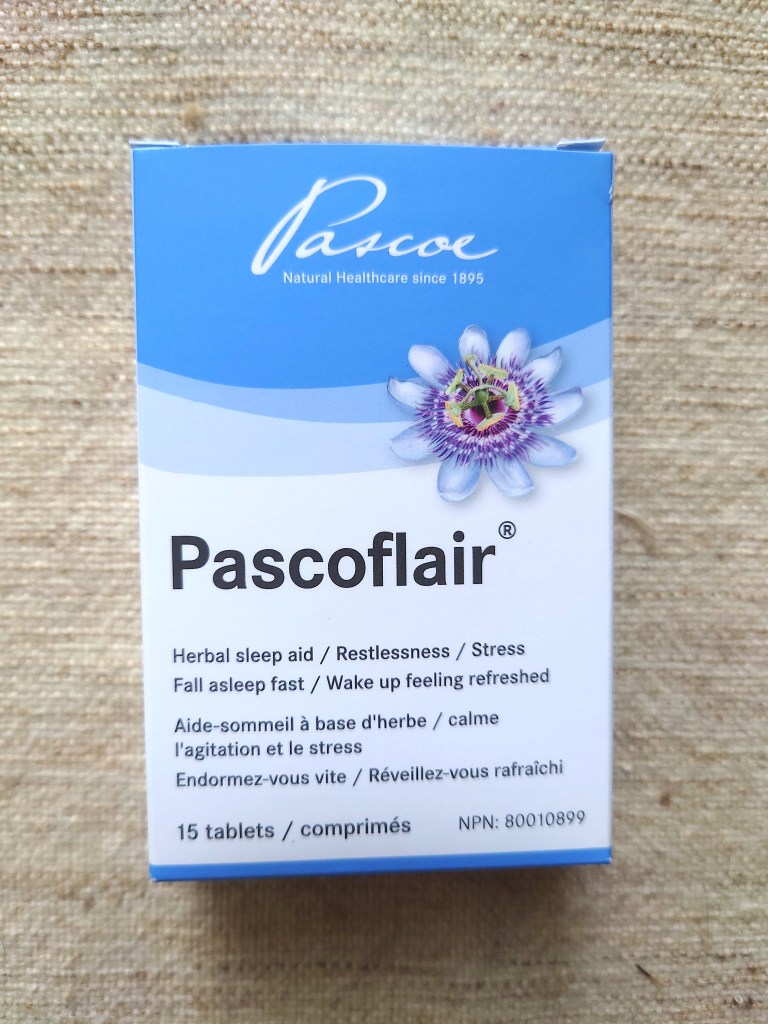 Pascoe
Natural Healthcare since 1895
Pascoflair®
Herbal sleep aid / Restlessness / Stress
Fall asleep fast / Wake up feeling refreshed
Aide-sommeil à base d'herbe / calme
l'agitation et le stress
Endormez-vous vite / Réveillez-vous rafraîchi
15 tablets / comprimés
NPN: 80010899